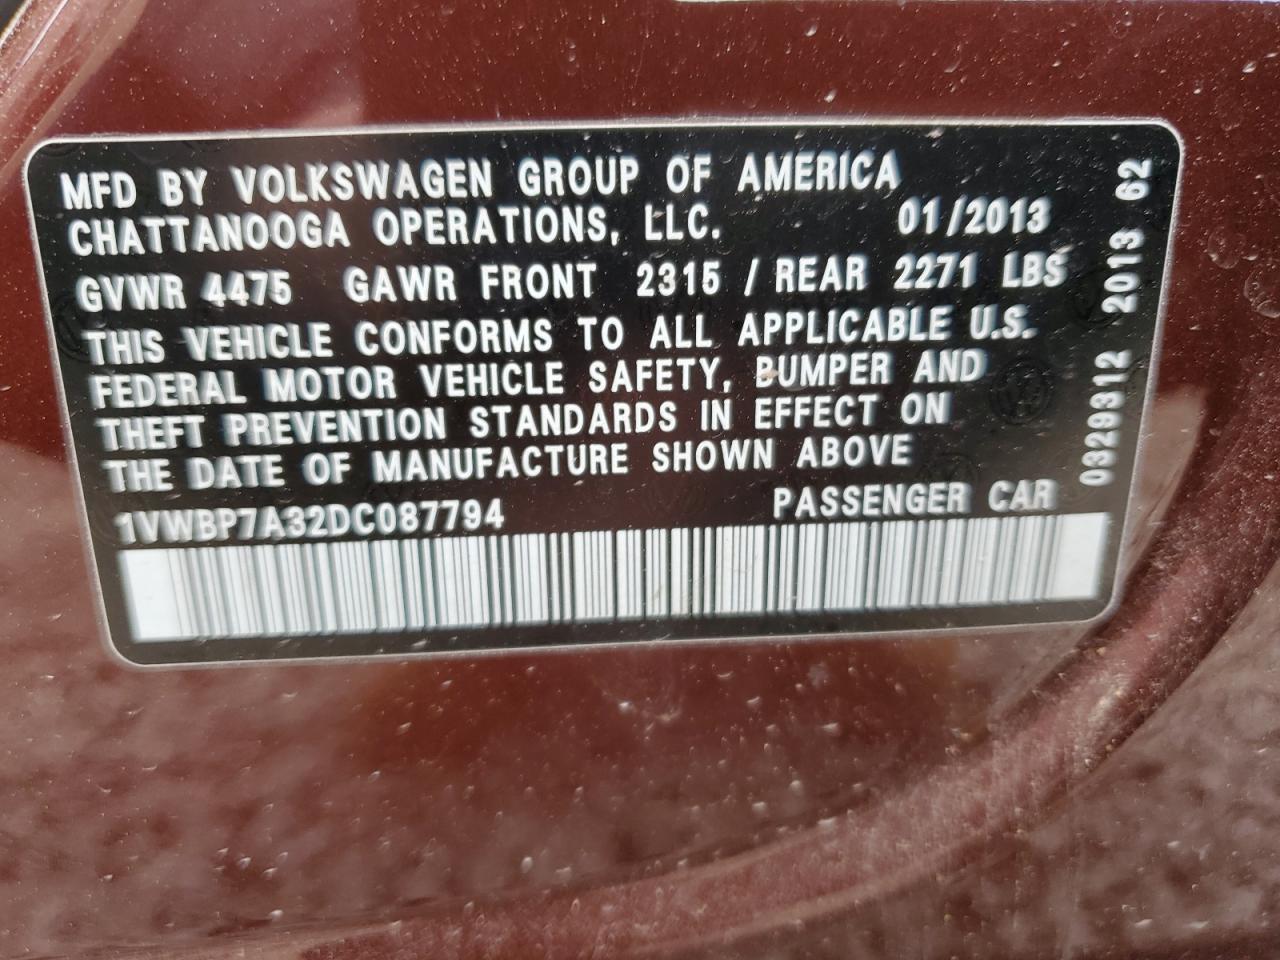 MFD BY VOLKSWAGEN GROUP OF AMERICA
CHATTANOOGA OPERATIONS, LLC. 01/2013
GVWR 4475 GAWR FRONT 2315 / REAR 2271 LBS
THIS VEHICLE CONFORMS TO ALL APPLICABLE U.S.
FEDERAL MOTOR VEHICLE SAFETY, BUMPER AND
THEFT PREVENTION STANDARDS IN EFFECT ON
THE DATE OF MANUFACTURE SHOWN ABOVE
1VWBP7A32DC087794 PASSENGER CAR
0329312 2013 62